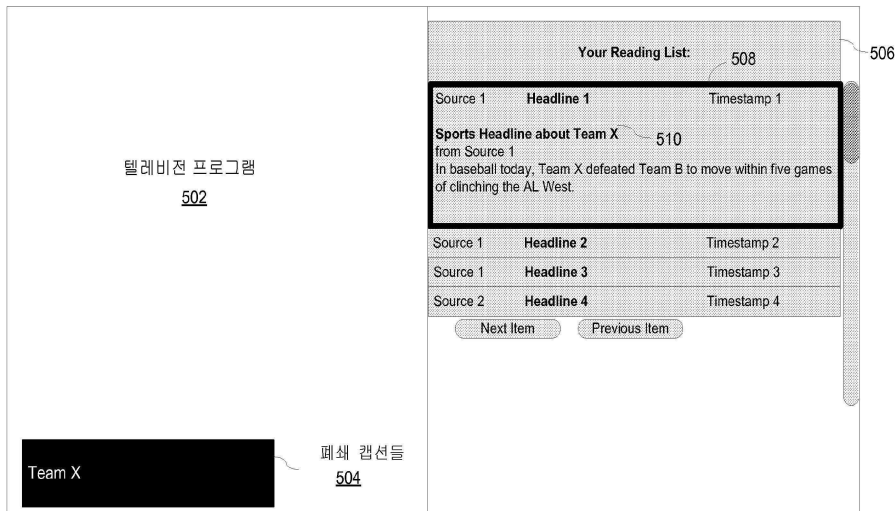 텔레비전 프로그램
502
Your Reading List:
506
508
Source 1 Headline 1 Timestamp 1
Sports Headline about Team X
510
from Source 1
In baseball today, Team X defeated Team B to move within five games
of clinching the AL West.
Source 1 Headline 2 Timestamp 2
Source 1 Headline 3 Timestamp 3
Source 2 Headline 4 Timestamp 4
Next Item Previous Item
폐쇄 캡션들
504
Team X